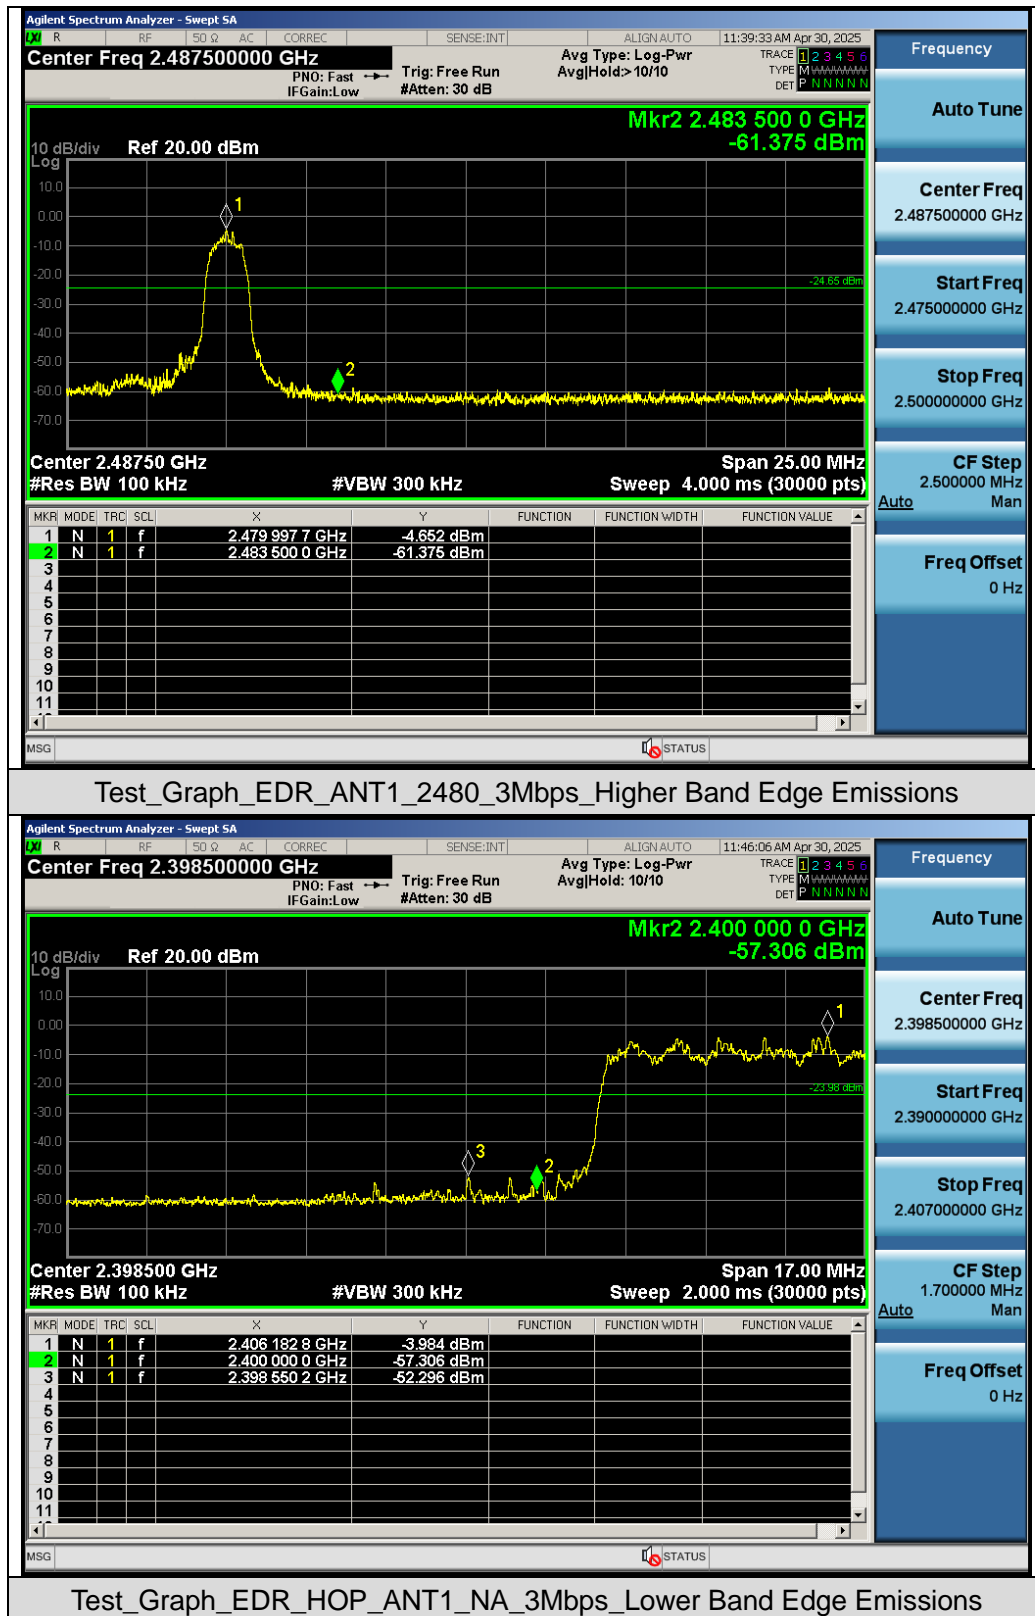 Agilent Spectrum Analyzer - Swept SA
LXI R RF 50 Ω AC CORREC SENSE:INT ALIGN AUTO 11:39:33 AM Apr 30, 2025
Center Freq 2.487500000 GHz
PNO: Fast
IFGain:Low
Trig: Free Run
#Atten: 30 dB
Avg Type: Log-Pwr
Avg|Hold:>10/10
TRACE 1 2 3 4 5 6
TYPE M W W W W W
DET P N N N N N
Mkr2 2.483 500 0 GHz
-61.375 dBm
10 dB/div Ref 20.00 dBm
Log
10.0
0.00
-10.0
-20.0
-30.0
-40.0
-50.0
-60.0
-70.0
1
-24.65 dBm
2
Center 2.48750 GHz Span 25.00 MHz
#Res BW 100 kHz #VBW 300 kHz Sweep 4.000 ms (30000 pts)
MKR MODE TRC SCL X Y FUNCTION FUNCTION WIDTH FUNCTION VALUE
1 N 1 f 2.479 997 7 GHz -4.652 dBm
2 N 1 f 2.483 500 0 GHz -61.375 dBm
3
4
5
6
7
8
9
10
11
MSG STATUS
Frequency
Auto Tune
Center Freq
2.487500000 GHz
Start Freq
2.475000000 GHz
Stop Freq
2.500000000 GHz
CF Step
2.500000 MHz
Auto Man
Freq Offset
0 Hz
Test_Graph_EDR_ANT1_2480_3Mbps_Higher Band Edge Emissions
Agilent Spectrum Analyzer - Swept SA
LXI R RF 50 Ω AC CORREC SENSE:INT ALIGN AUTO 11:46:06 AM Apr 30, 2025
Center Freq 2.398500000 GHz
PNO: Fast
IFGain:Low
Trig: Free Run
#Atten: 30 dB
Avg Type: Log-Pwr
Avg|Hold: 10/10
TRACE 1 2 3 4 5 6
TYPE M W W W W W
DET P N N N N N
Mkr2 2.400 000 0 GHz
-57.306 dBm
10 dB/div Ref 20.00 dBm
Log
10.0
0.00
-10.0
-20.0
-30.0
-40.0
-50.0
-60.0
-70.0
1
-23.98 dBm
3
2
Center 2.398500 GHz Span 17.00 MHz
#Res BW 100 kHz #VBW 300 kHz Sweep 2.000 ms (30000 pts)
MKR MODE TRC SCL X Y FUNCTION FUNCTION WIDTH FUNCTION VALUE
1 N 1 f 2.406 182 8 GHz -3.984 dBm
2 N 1 f 2.400 000 0 GHz -57.306 dBm
3 N 1 f 2.398 550 2 GHz -52.296 dBm
4
5
6
7
8
9
10
11
MSG STATUS
Frequency
Auto Tune
Center Freq
2.398500000 GHz
Start Freq
2.390000000 GHz
Stop Freq
2.407000000 GHz
CF Step
1.700000 MHz
Auto Man
Freq Offset
0 Hz
Test_Graph_EDR_HOP_ANT1_NA_3Mbps_Lower Band Edge Emissions